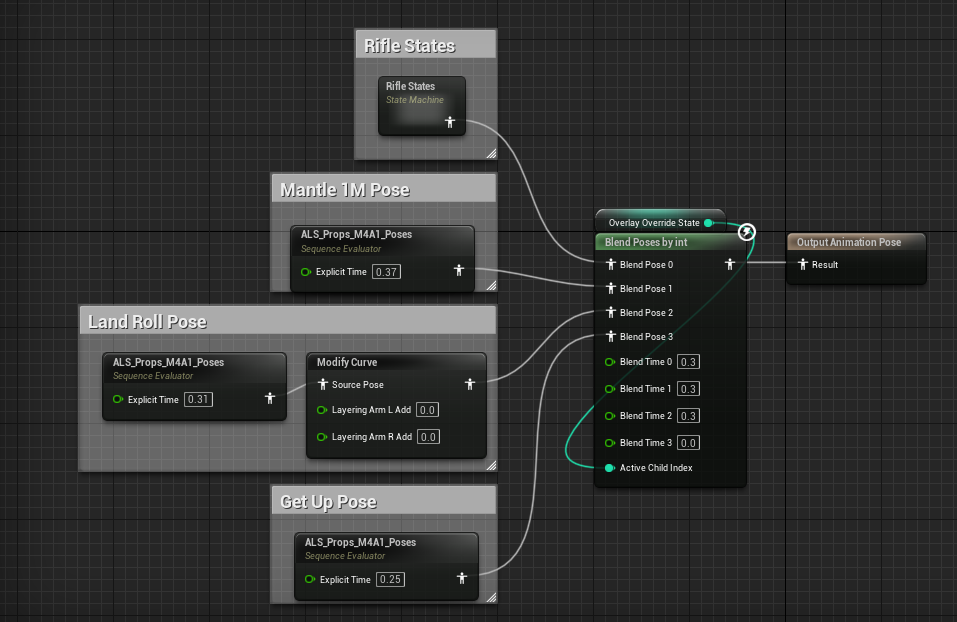 Rifle States
Rifle States
State Machine
Mantle 1M Pose
ALS_Props_M4A1_Poses
Sequence Evaluator
Explicit Time 0.37
Land Roll Pose
ALS_Props_M4A1_Poses
Sequence Evaluator
Explicit Time 0.31
Modify Curve
Source Pose
Layering Arm L Add 0.0
Layering Arm R Add 0.0
Get Up Pose
ALS_Props_M4A1_Poses
Sequence Evaluator
Explicit Time 0.25
Overlay Override State
Blend Poses by int
Blend Pose 0
Blend Pose 1
Blend Pose 2
Blend Pose 3
Blend Time 0 0.3
Blend Time 1 0.3
Blend Time 2 0.3
Blend Time 3 0.0
Active Child Index
Output Animation Pose
Result